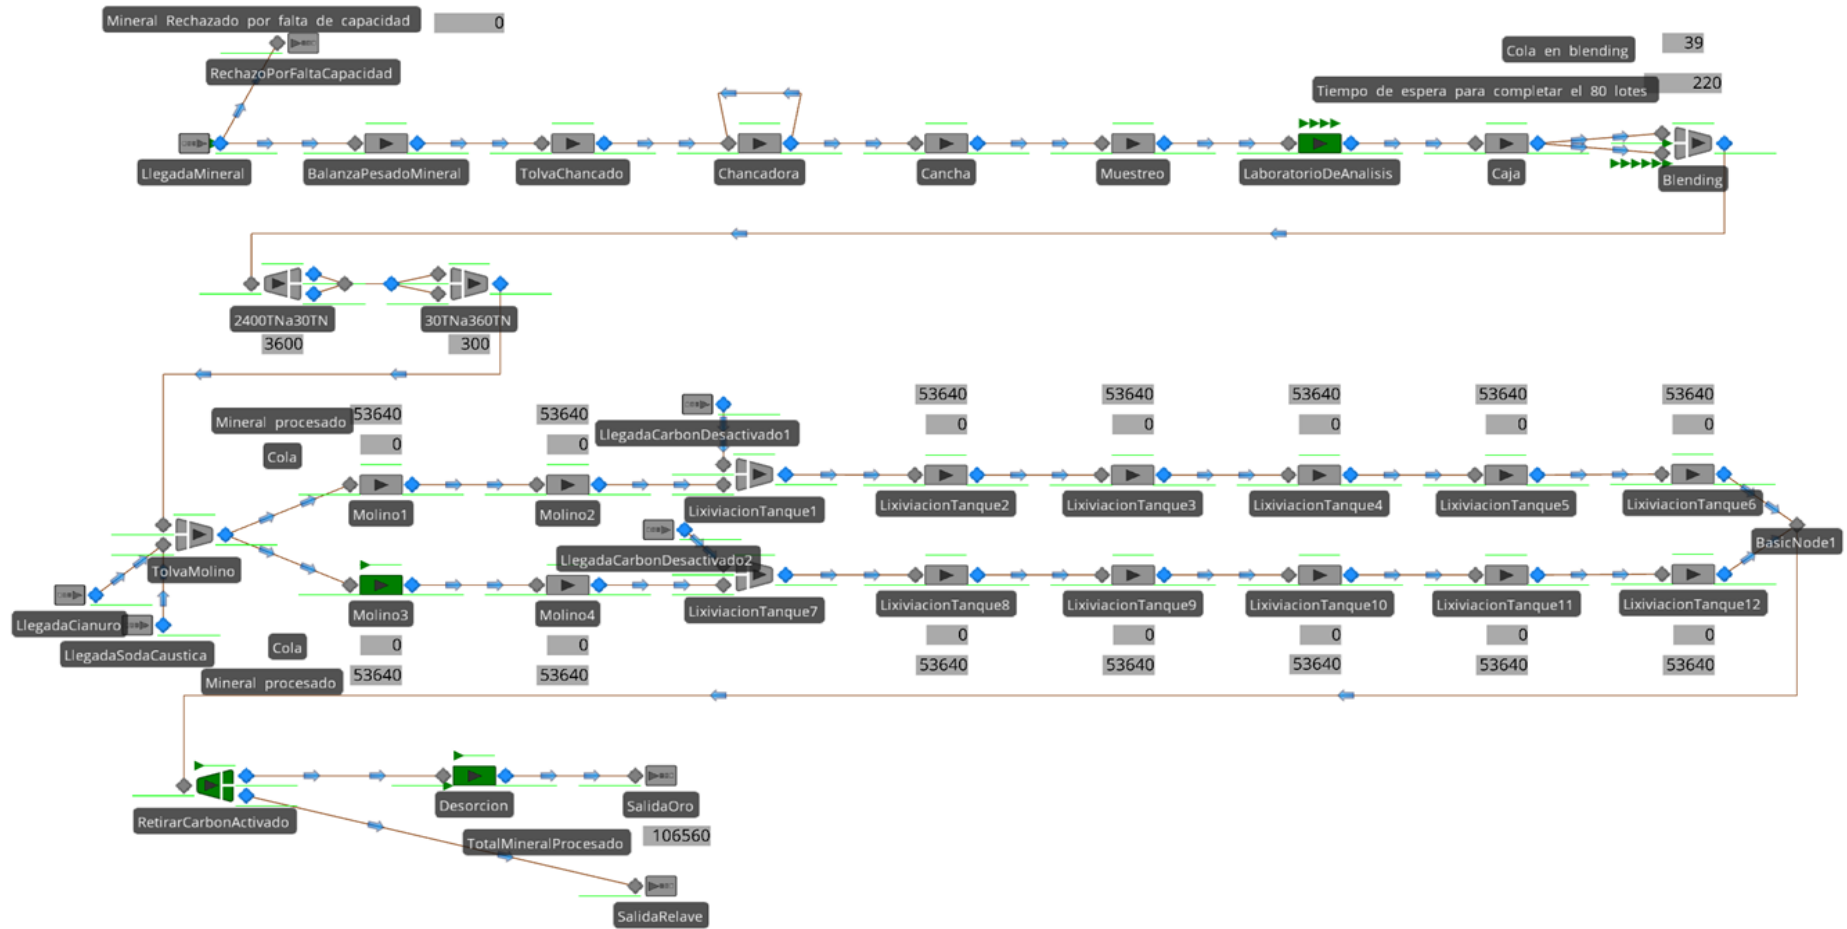 Mineral Rechazado por falta de capacidad
0
RechazoPorFaltaCapacidad
Cola en blending
39
Tiempo de espera para completar el 80 lotes
220
LlegadaMineral
BalanzaPesadoMineral
TolvaChancado
Chancadora
Cancha
Muestreo
LaboratorioDeAnalisis
Caja
Blending
2400TNa30TN
30TNa360TN
3600
300
Mineral procesado
53640
53640
53640
53640
53640
53640
53640
Cola
0
0
0
0
0
0
0
LlegadaCarbonDesactivado1
Molino1
Molino2
LixiviacionTanque1
LixiviacionTanque2
LixiviacionTanque3
LixiviacionTanque4
LixiviacionTanque5
LixiviacionTanque6
BasicNode1
LlegadaCarbonDesactivado2
TolvaMolino
LlegadaCianuro
LlegadaSodaCaustica
Molino3
Molino4
LixiviacionTanque7
LixiviacionTanque8
LixiviacionTanque9
LixiviacionTanque10
LixiviacionTanque11
LixiviacionTanque12
Cola
0
0
0
0
0
0
0
Mineral procesado
53640
53640
53640
53640
53640
53640
53640
RetirarCarbonActivado
Desorcion
SalidaOro
TotalMineralProcesado
106560
SalidaRelave